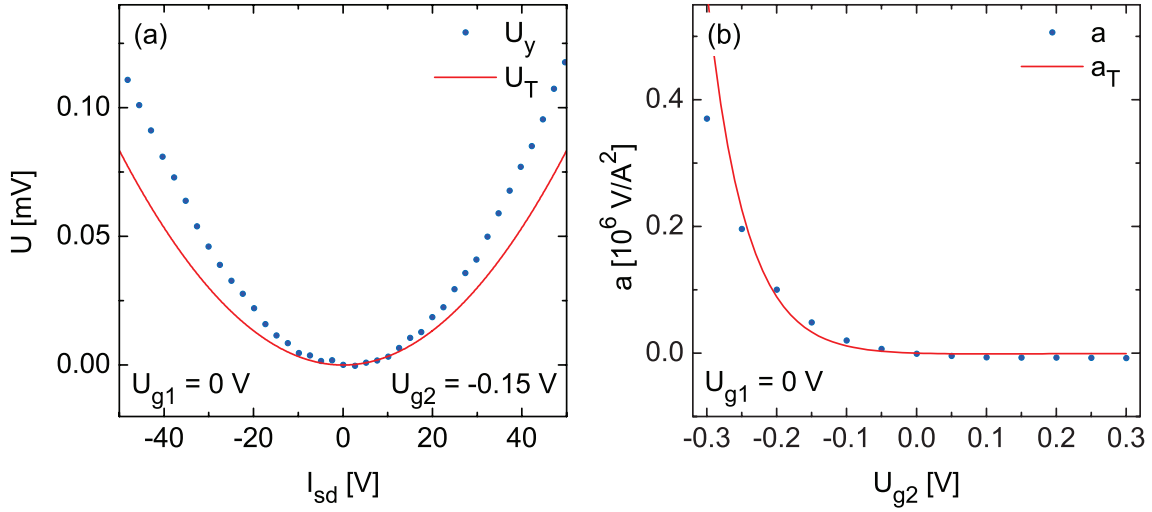 (a)
U_y
U_T
U [mV]
0.10
0.05
0.00
U_g1 = 0 V
U_g2 = -0.15 V
-40 -20 0 20 40
I_sd [V]
(b)
a
a_T
a [10^6 V/A^2]
0.4
0.2
0.0
U_g1 = 0 V
-0.3 -0.2 -0.1 0.0 0.1 0.2 0.3
U_g2 [V]